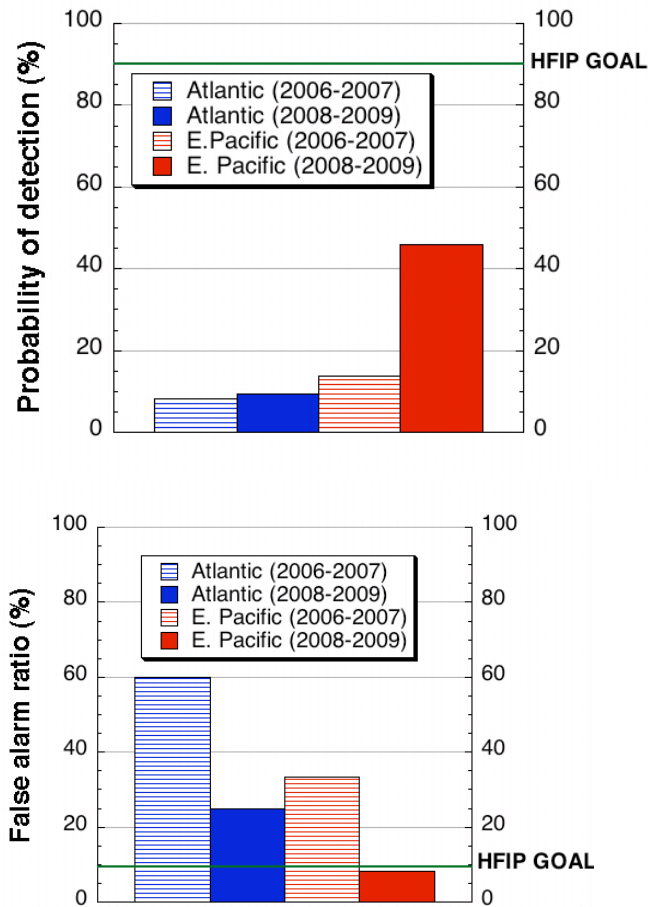 Probability of detection (%)
100
80
60
40
20
0
100
80
60
40
20
0
HFIP GOAL
Atlantic (2006-2007)
Atlantic (2008-2009)
E.Pacific (2006-2007)
E. Pacific (2008-2009)
False alarm ratio (%)
100
80
60
40
20
0
100
80
60
40
20
0
HFIP GOAL
Atlantic (2006-2007)
Atlantic (2008-2009)
E. Pacific (2006-2007)
E. Pacific (2008-2009)